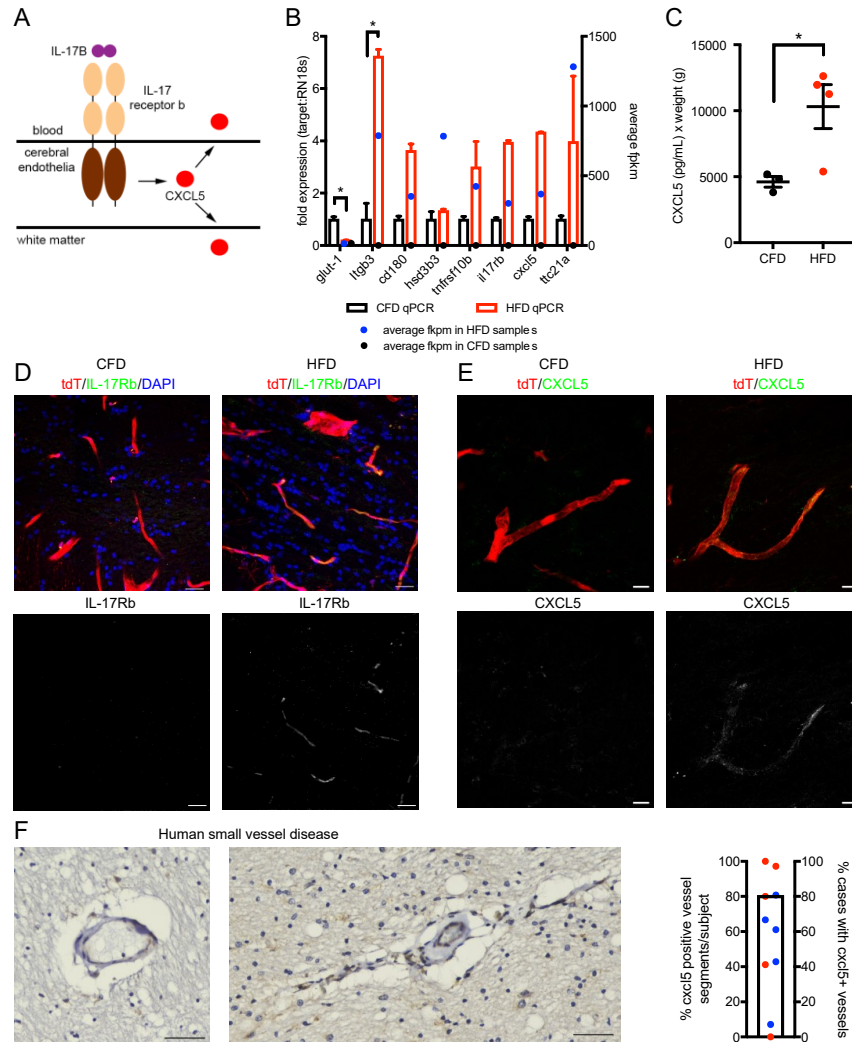 A
IL-17B
IL-17
receptor b
blood
cerebral
endothelia
CXCL5
white matter
B
fold expression (target:RN18s)
8
6
4
2
0
*
*
1500
1000
500
0
average fpkm
glut-1
Itgb3
cd180
hsd3b3
tnfrsf10b
il17rb
cxcl5
ttc21a
CFD qPCR
HFD qPCR
average fkpm in HFD samples
average fpkm in CFD samples
C
CXCL5 (pg/mL) x weight (g)
15000
10000
5000
0
*
CFD
HFD
D
CFD
HFD
tdT/IL-17Rb/DAPI
tdT/IL-17Rb/DAPI
IL-17Rb
IL-17Rb
E
CFD
HFD
tdT/CXCL5
tdT/CXCL5
CXCL5
CXCL5
F
Human small vessel disease
% cxcl5 positive vessel
segments/subject
100
80
60
40
20
0
100
80
60
40
20
0
% cases with cxcl5+ vessels